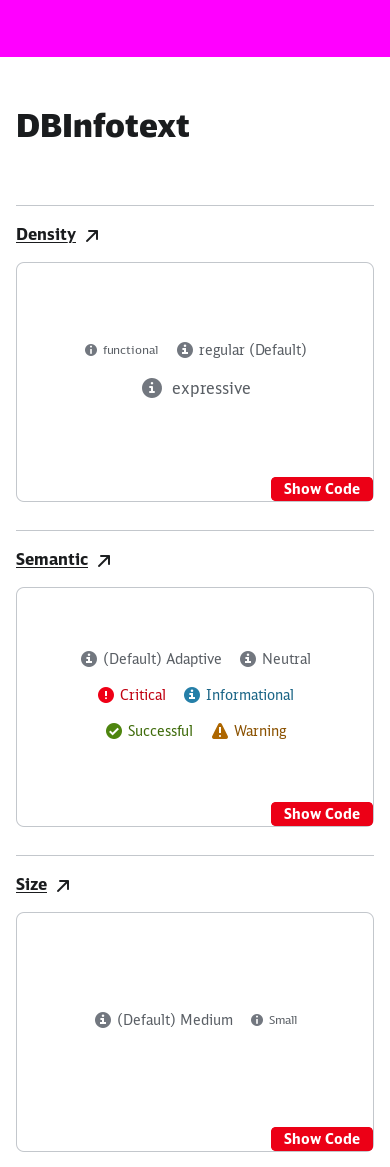 DBInfotext
Density
functional regular (Default)
expressive
Show Code
Semantic
(Default) Adaptive Neutral
Critical Informational
Successful Warning
Show Code
Size
(Default) Medium Small
Show Code